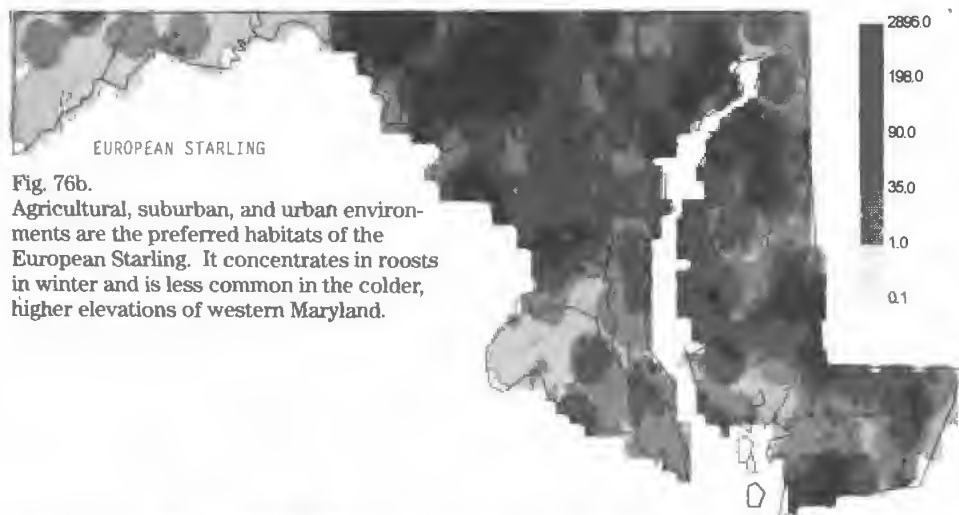 EUROPEAN STARLING
Fig. 76b.
Agricultural, suburban, and urban environ-
ments are the preferred habitats of the
European Starling. It concentrates in roosts
in winter and is less common in the colder,
higher elevations of western Maryland.
2895.0
198.0
90.0
35.0
1.0
0.1